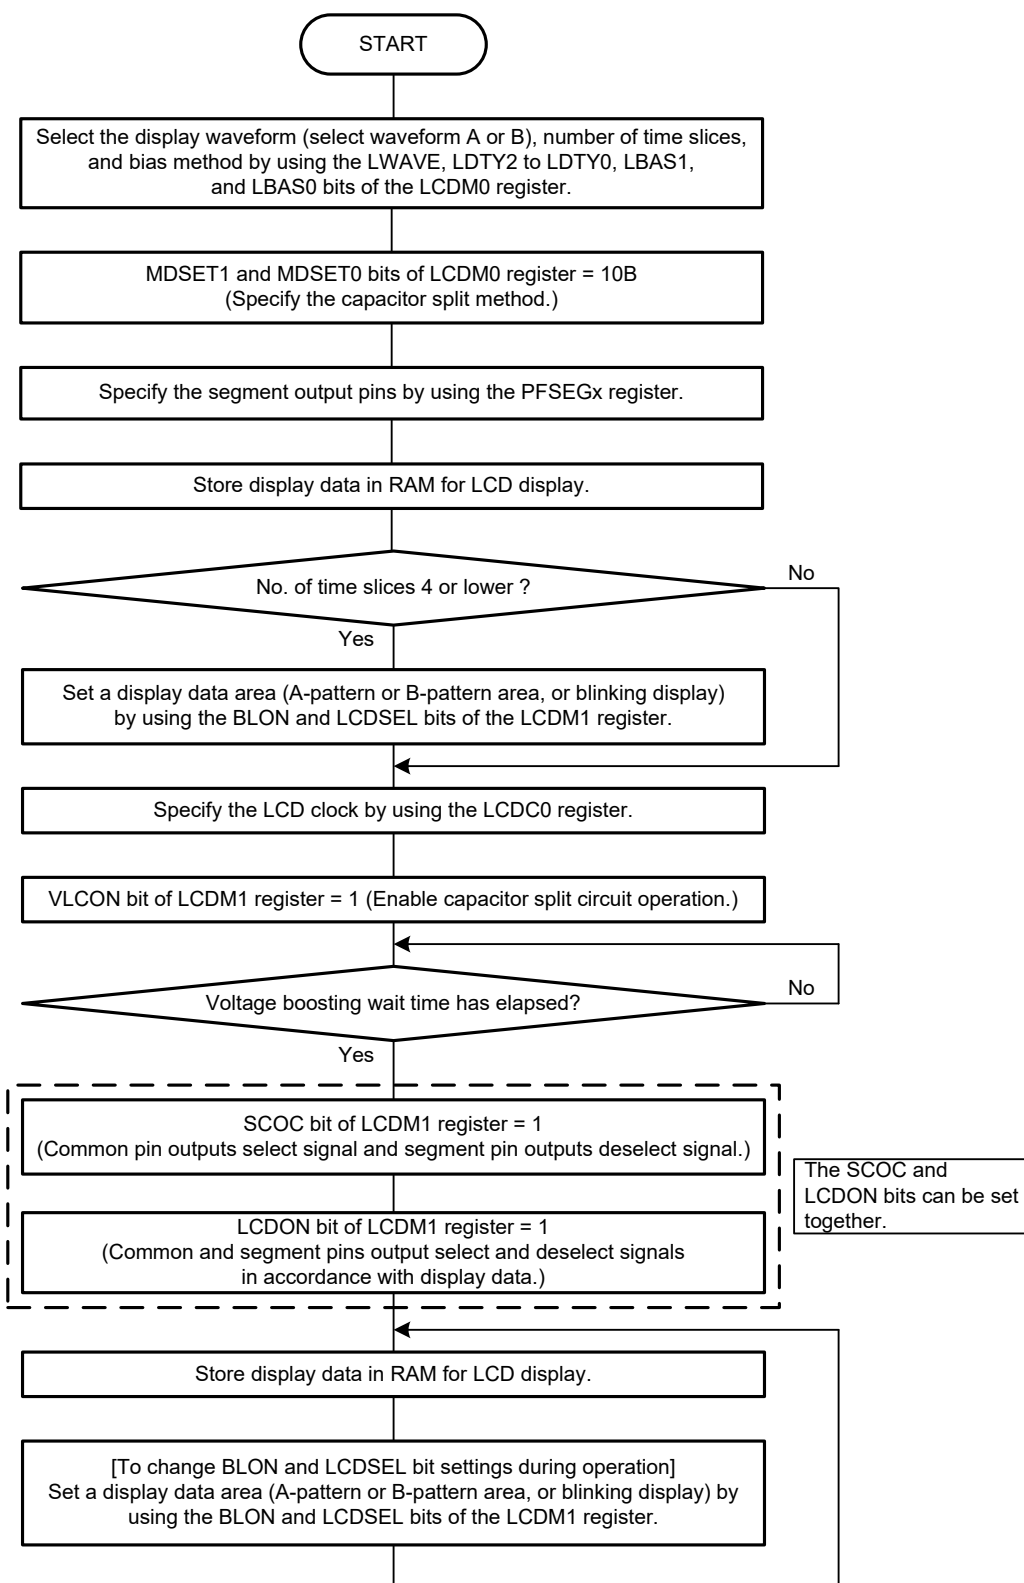 START
Select the display waveform (select waveform A or B), number of time slices,
and bias method by using the LWAVE, LDTY2 to LDTY0, LBAS1,
and LBAS0 bits of the LCDM0 register.
MDSET1 and MDSET0 bits of LCDM0 register = 10B
(Specify the capacitor split method.)
Specify the segment output pins by using the PFSEGx register.
Store display data in RAM for LCD display.
No. of time slices 4 or lower ?
No
Yes
Set a display data area (A-pattern or B-pattern area, or blinking display)
by using the BLON and LCDSEL bits of the LCDM1 register.
Specify the LCD clock by using the LCDC0 register.
VLCON bit of LCDM1 register = 1 (Enable capacitor split circuit operation.)
Voltage boosting wait time has elapsed?
No
Yes
SCOC bit of LCDM1 register = 1
(Common pin outputs select signal and segment pin outputs deselect signal.)
The SCOC and
LCDON bits can be set
together.
LCDON bit of LCDM1 register = 1
(Common and segment pins output select and deselect signals
in accordance with display data.)
Store display data in RAM for LCD display.
[To change BLON and LCDSEL bit settings during operation]
Set a display data area (A-pattern or B-pattern area, or blinking display) by
using the BLON and LCDSEL bits of the LCDM1 register.